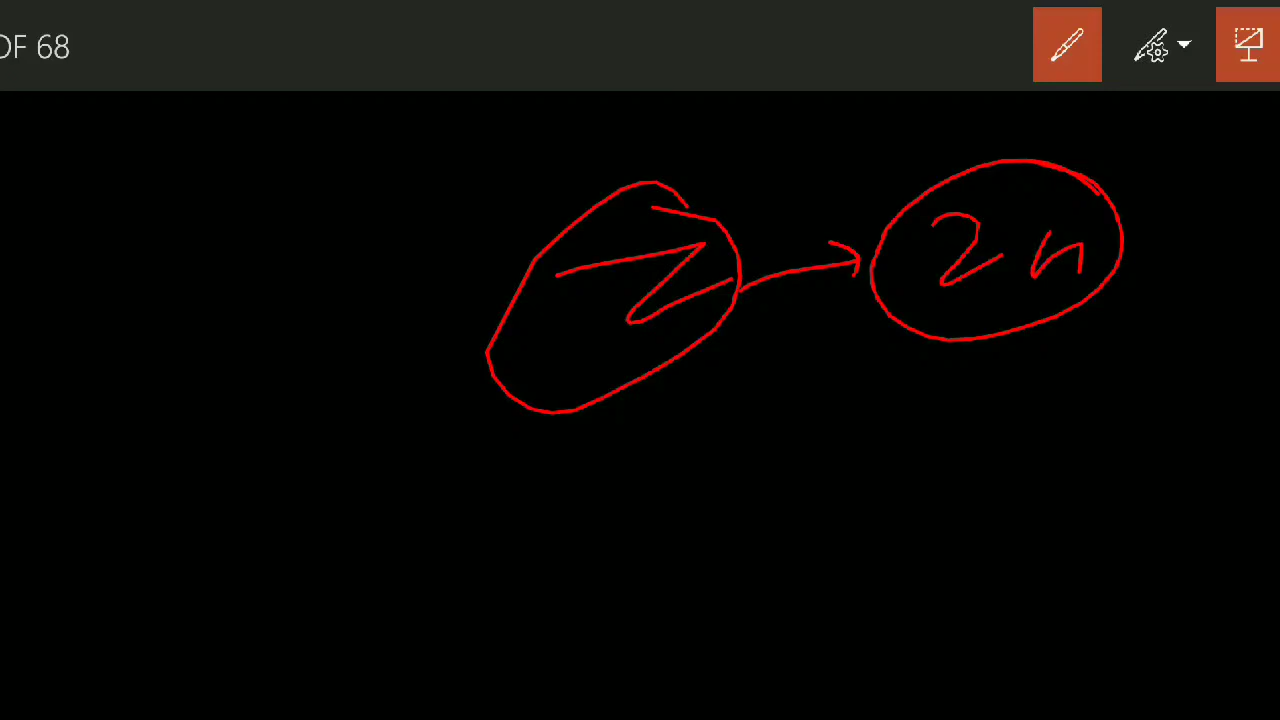 OF 68
Z → 2n